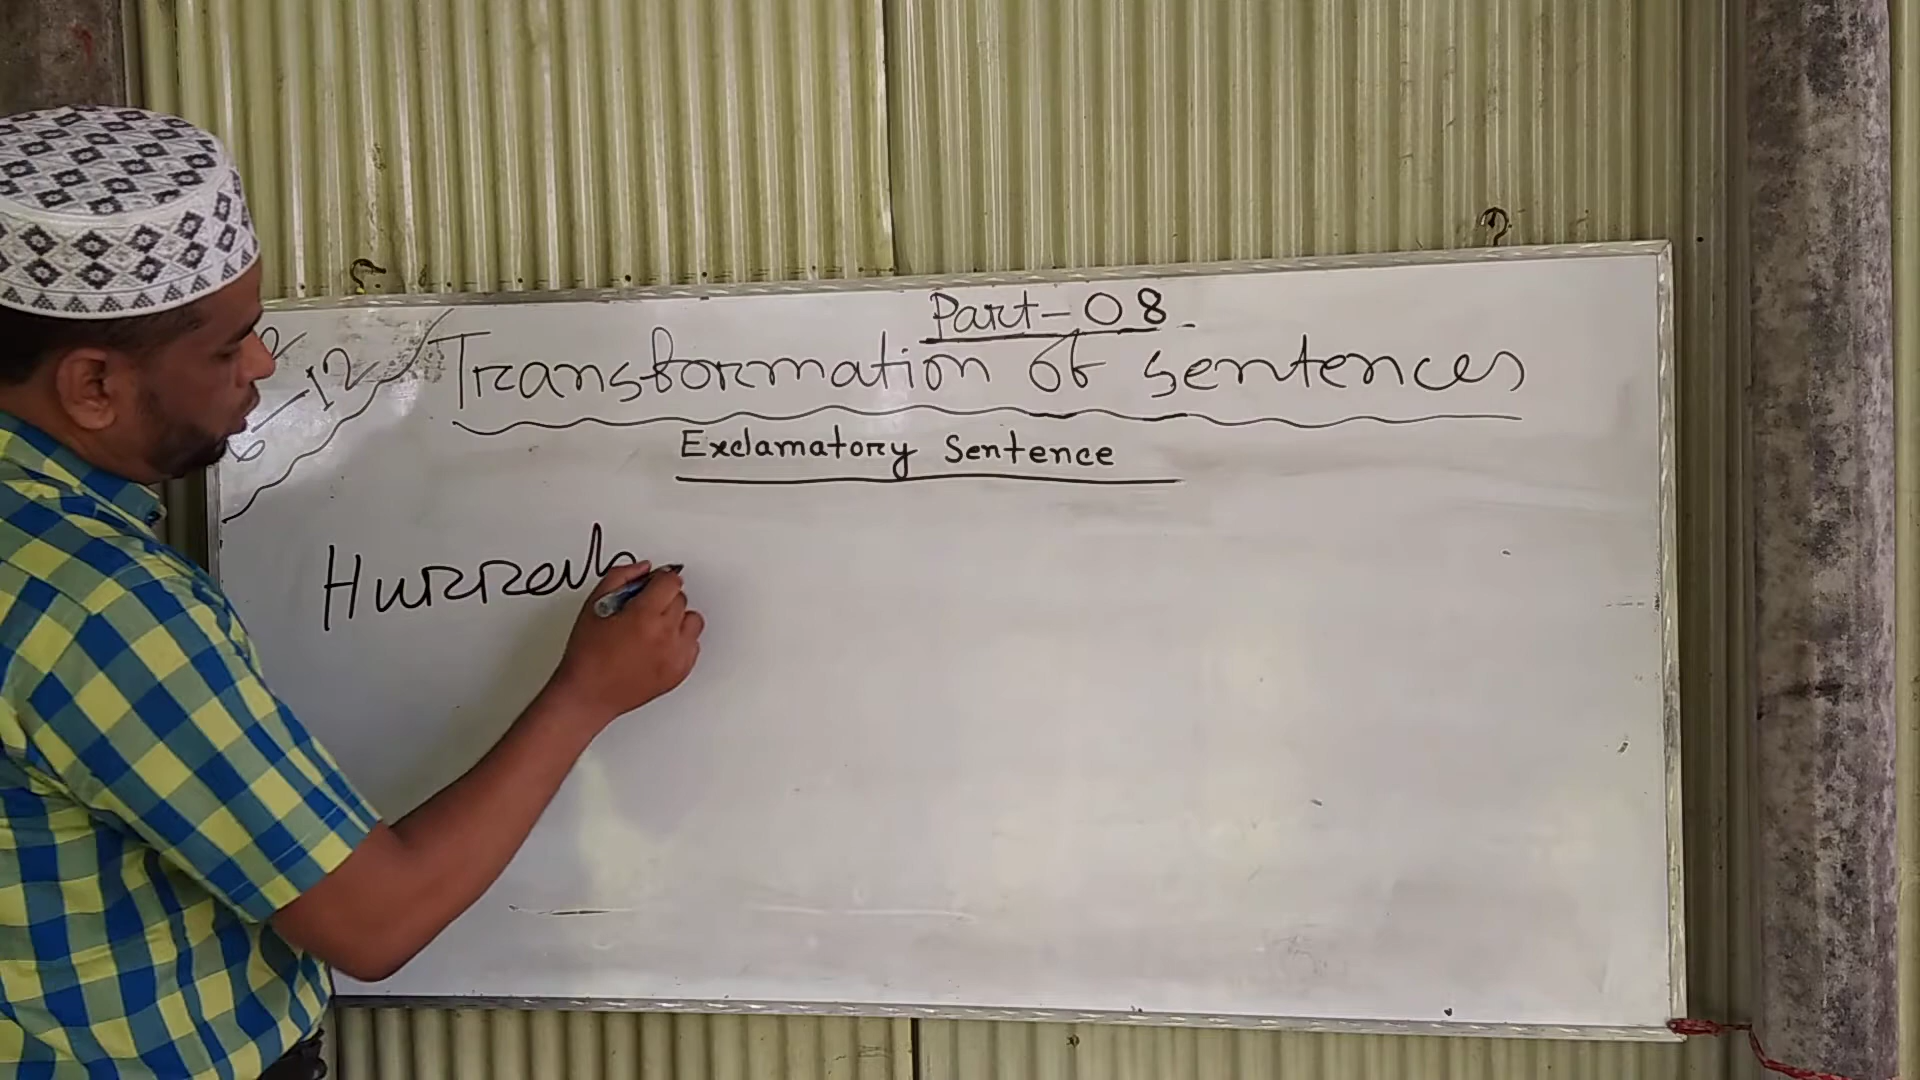 Part-08
Transformation of sentences
Exclamatory Sentence
Hurrah